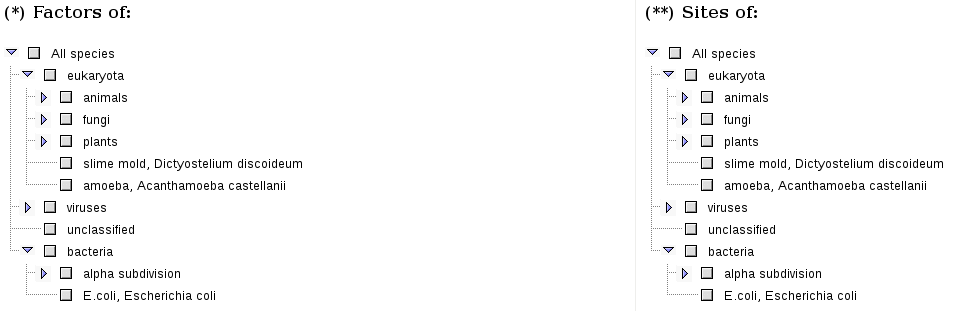 (*) Factors of:
All species
eukaryota
animals
fungi
plants
slime mold, Dictyostelium discoideum
amoeba, Acanthamoeba castellanii
viruses
unclassified
bacteria
alpha subdivision
E.coli, Escherichia coli
(**) Sites of:
All species
eukaryota
animals
fungi
plants
slime mold, Dictyostelium discoideum
amoeba, Acanthamoeba castellanii
viruses
unclassified
bacteria
alpha subdivision
E.coli, Escherichia coli